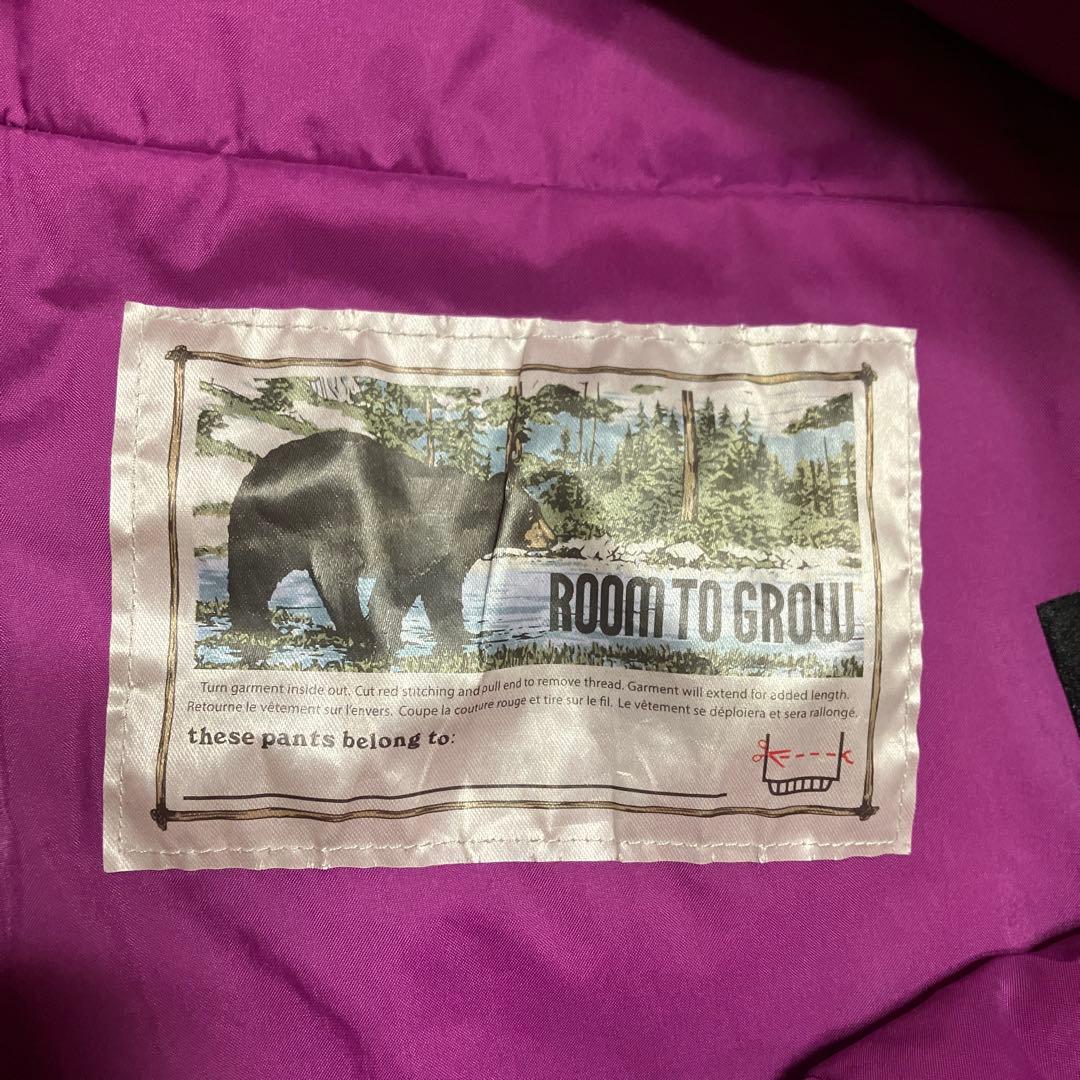 ROOM TO GROW
Turn garment inside out. Cut red stitching and pull end to remove thread. Garment will extend for added length.
Retourne le vêtement sur l'envers. Coupe la couture rouge et tire sur le fil. Le vêtement se déploiera et sera rallongé.
these pants belong to: